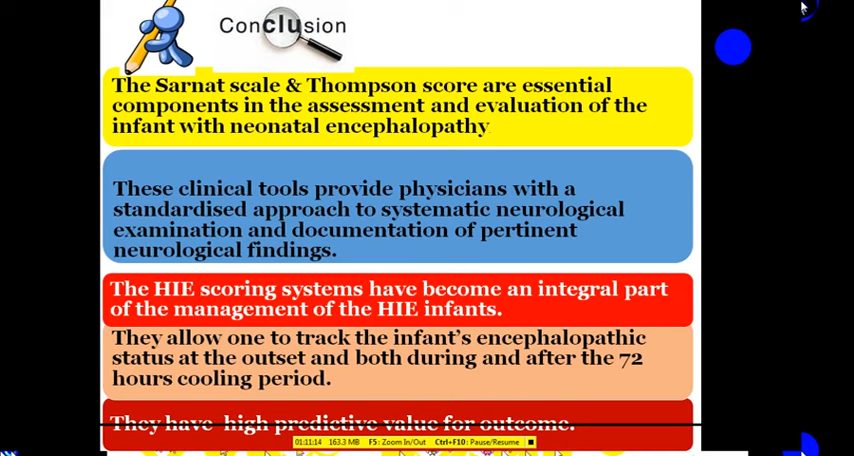 Conclusion
The Sarnat scale & Thompson score are essential
components in the assessment and evaluation of the
infant with neonatal encephalopathy
These clinical tools provide physicians with a
standardised approach to systematic neurological
examination and documentation of pertinent
neurological findings.
The HIE scoring systems have become an integral part
of the management of the HIE infants.
They allow one to track the infant's encephalopathic
status at the outset and both during and after the 72
hours cooling period.
They have high predictive value for outcome.
01:11:14 163.3 MB F5: Zoom In/Out Ctrl+F10: Pause/Resume